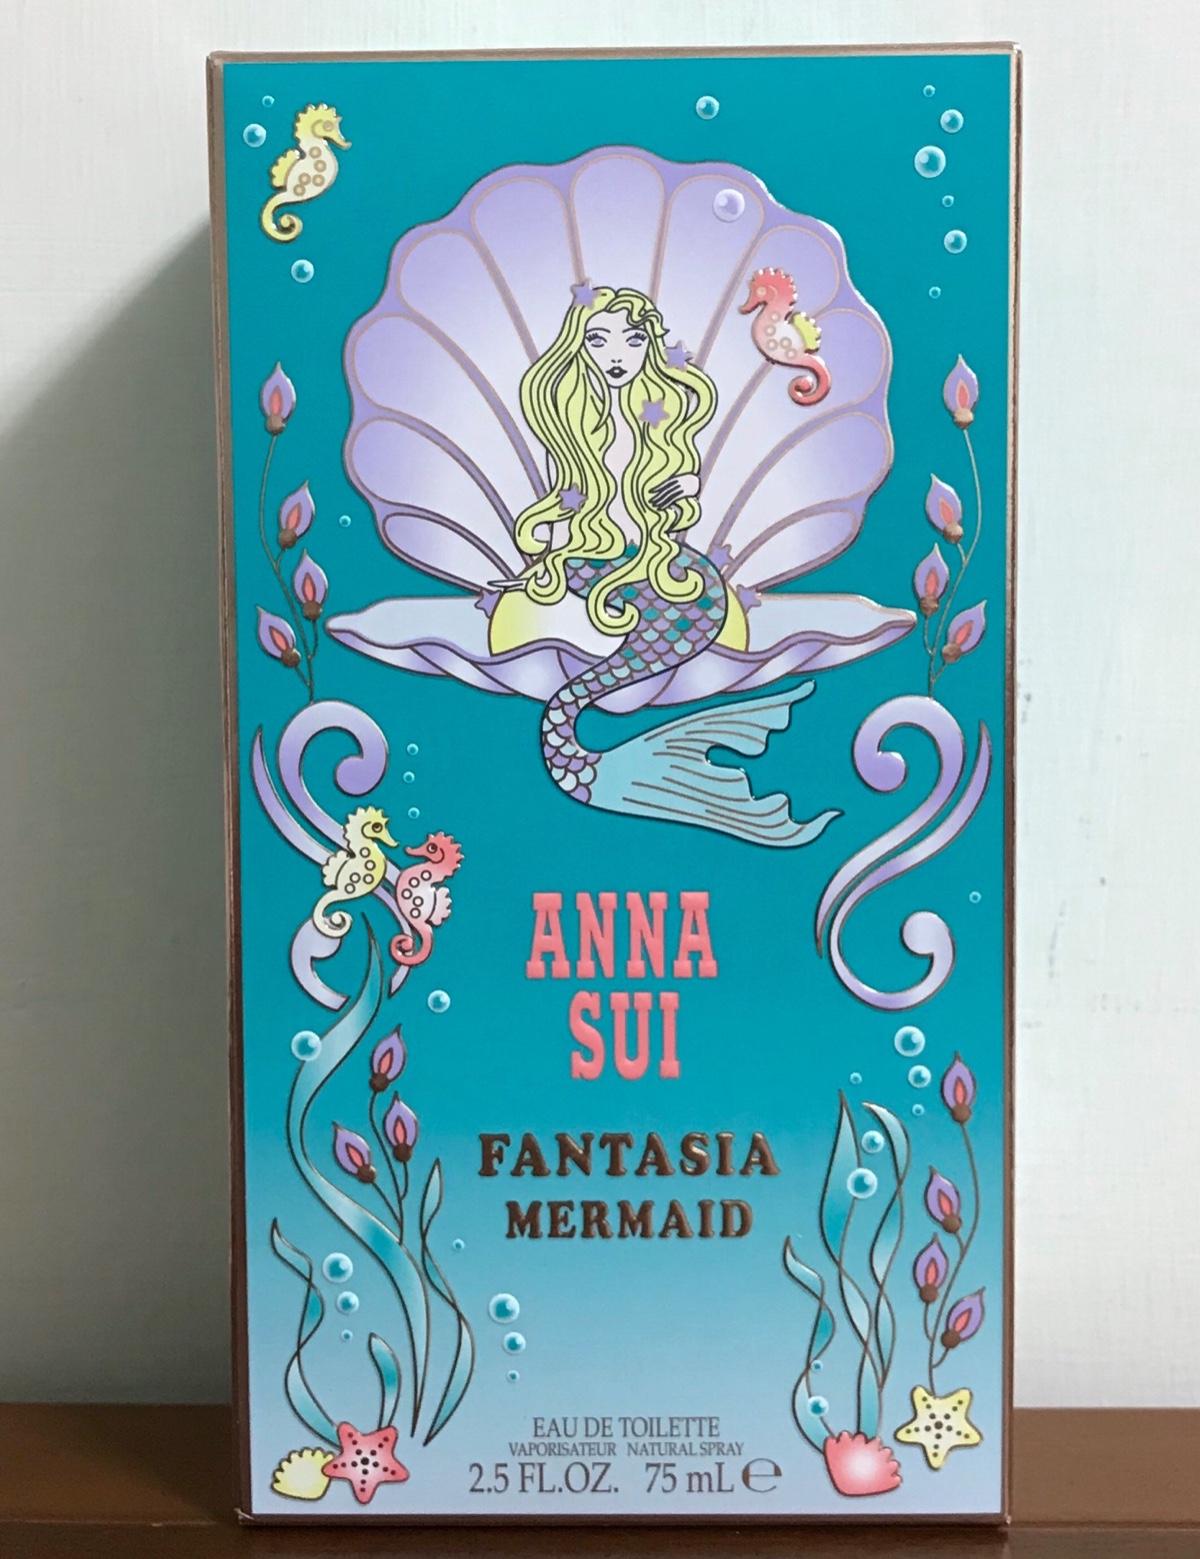 ANNA
SUI
FANTASIA
MERMAID
EAU DE TOILETTE
VAPORISATEUR NATURAL SPRAY
2.5 FL.OZ. 75 mL ℮